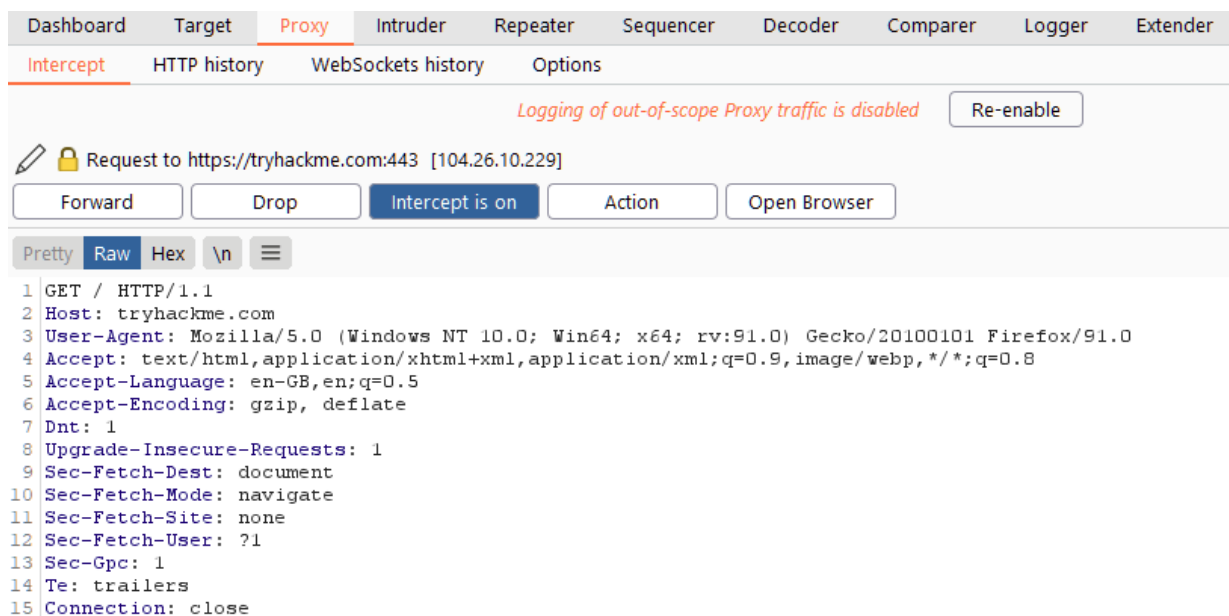 Dashboard Target Proxy Intruder Repeater Sequencer Decoder Comparer Logger Extender
Intercept HTTP history WebSockets history Options
Logging of out-of-scope Proxy traffic is disabled Re-enable
Request to https://tryhackme.com:443 [104.26.10.229]
Forward Drop Intercept is on Action Open Browser
Pretty Raw Hex \n
1 GET / HTTP/1.1
2 Host: tryhackme.com
3 User-Agent: Mozilla/5.0 (Windows NT 10.0; Win64; x64; rv:91.0) Gecko/20100101 Firefox/91.0
4 Accept: text/html,application/xhtml+xml,application/xml;q=0.9,image/webp,*/*;q=0.8
5 Accept-Language: en-GB,en;q=0.5
6 Accept-Encoding: gzip, deflate
7 Dnt: 1
8 Upgrade-Insecure-Requests: 1
9 Sec-Fetch-Dest: document
10 Sec-Fetch-Mode: navigate
11 Sec-Fetch-Site: none
12 Sec-Fetch-User: ?1
13 Sec-Gpc: 1
14 Te: trailers
15 Connection: close